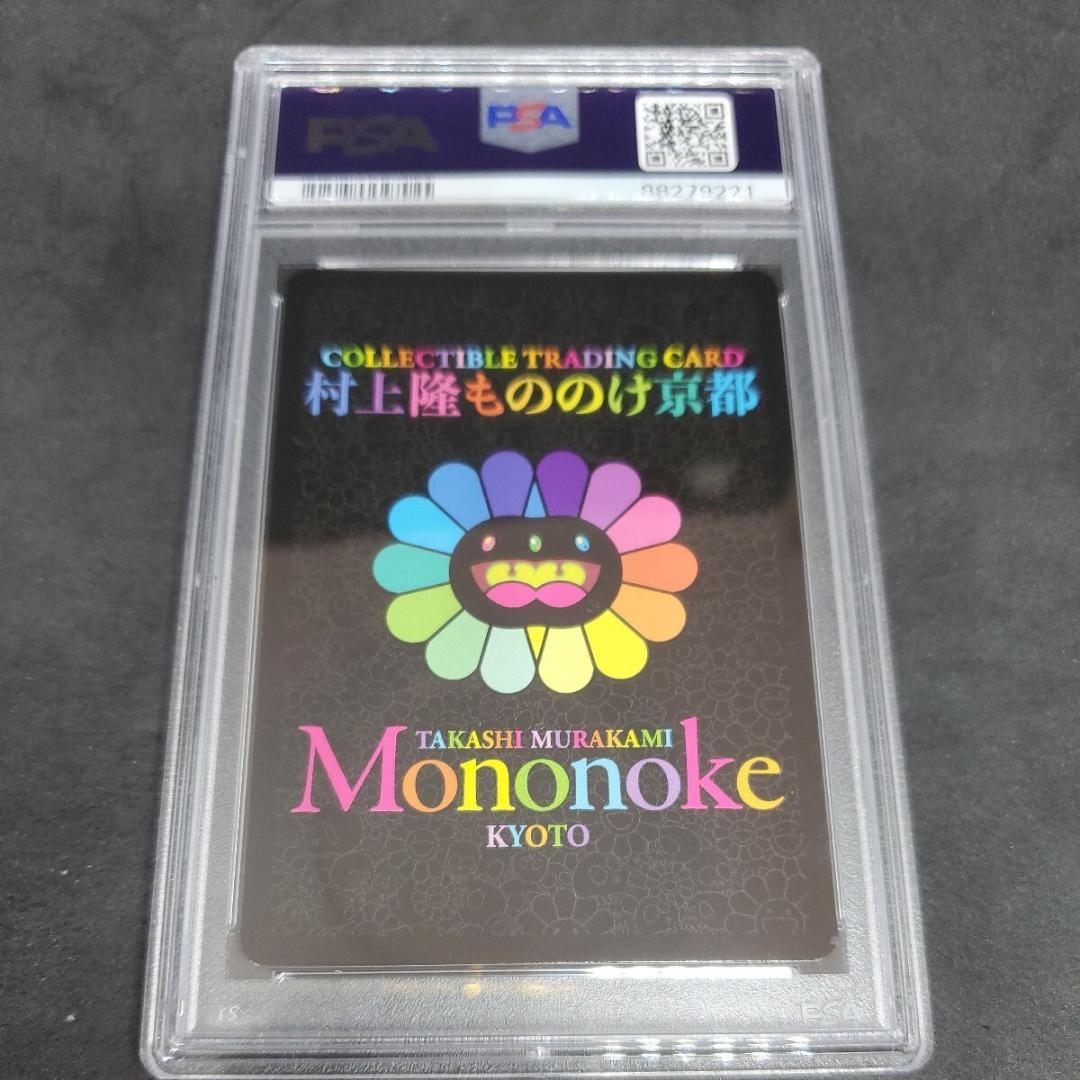 PSA
PSA
88279221
COLLECTIBLE TRADING CARD
村上隆もののけ京都
TAKASHI MURAKAMI
Mononoke
KYOTO
PSA